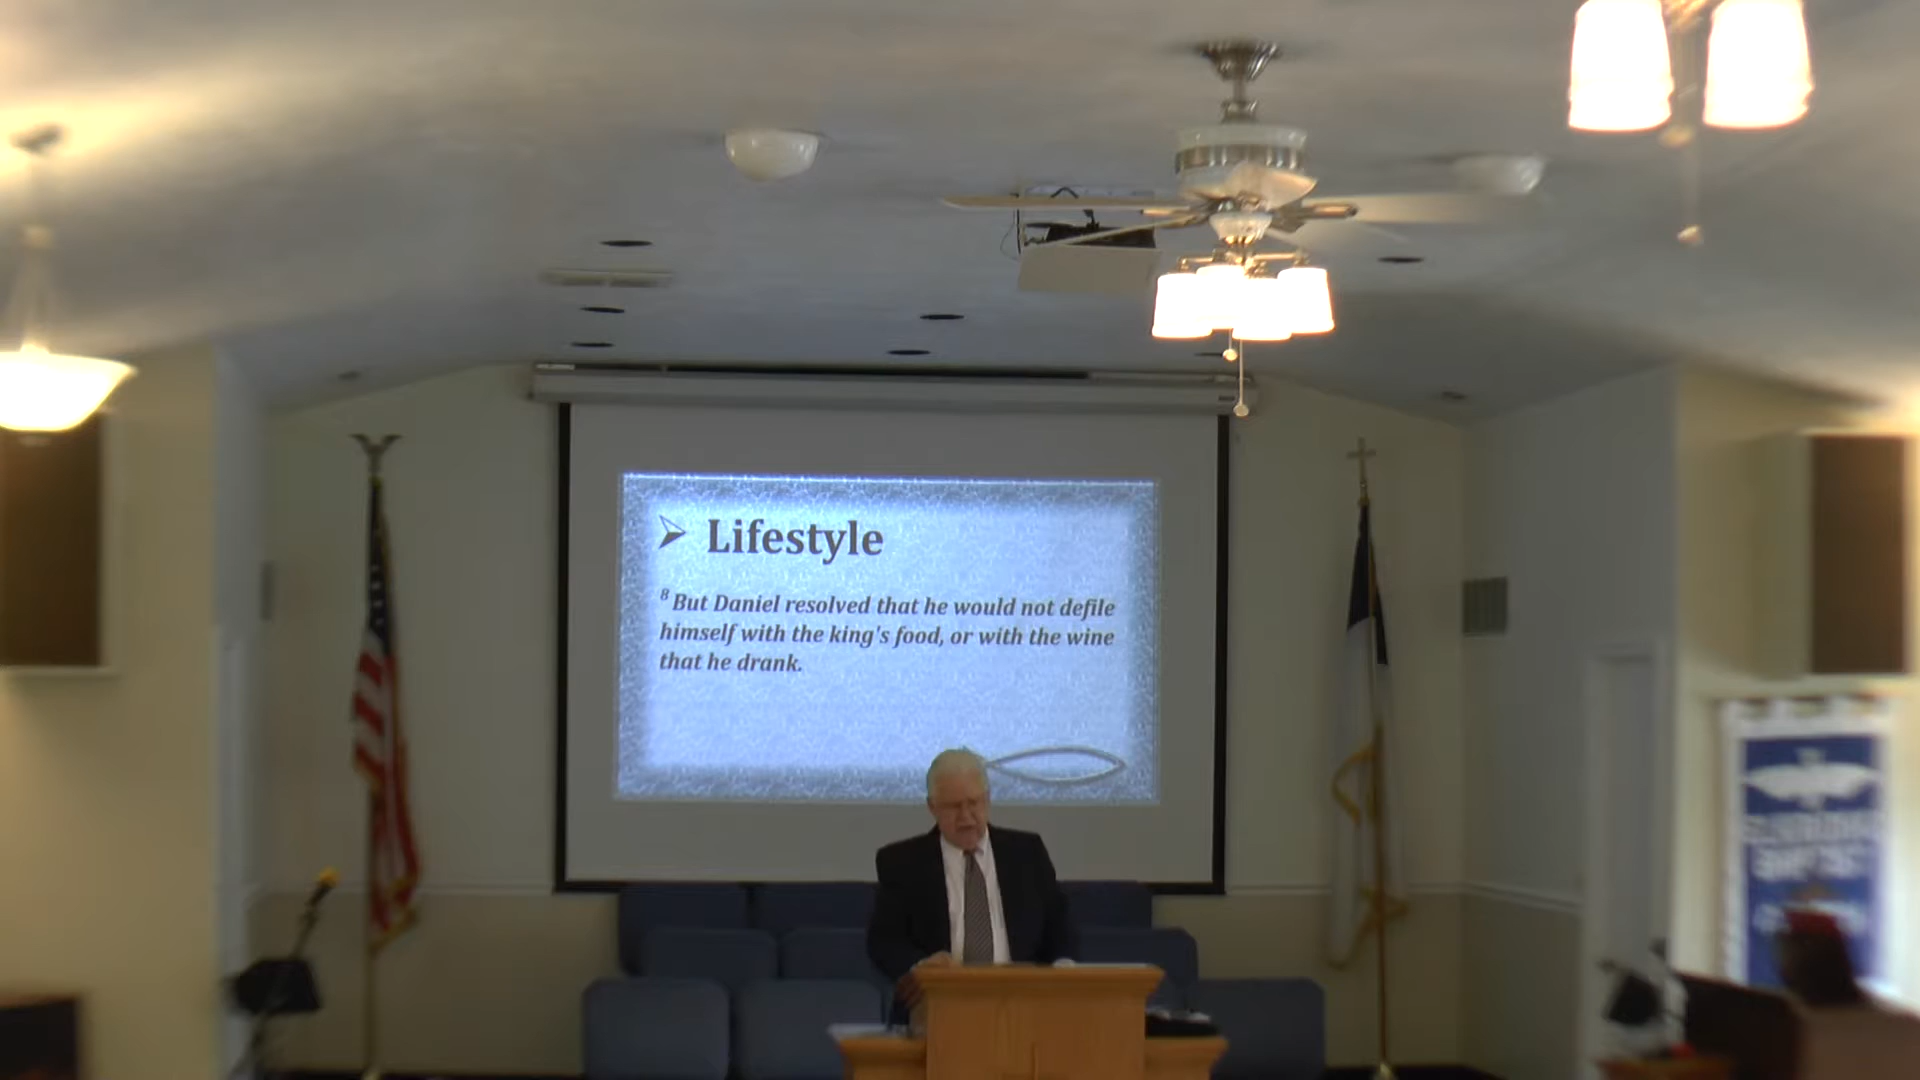 Lifestyle
8 But Daniel resolved that he would not defile
himself with the king's food, or with the wine
that he drank.